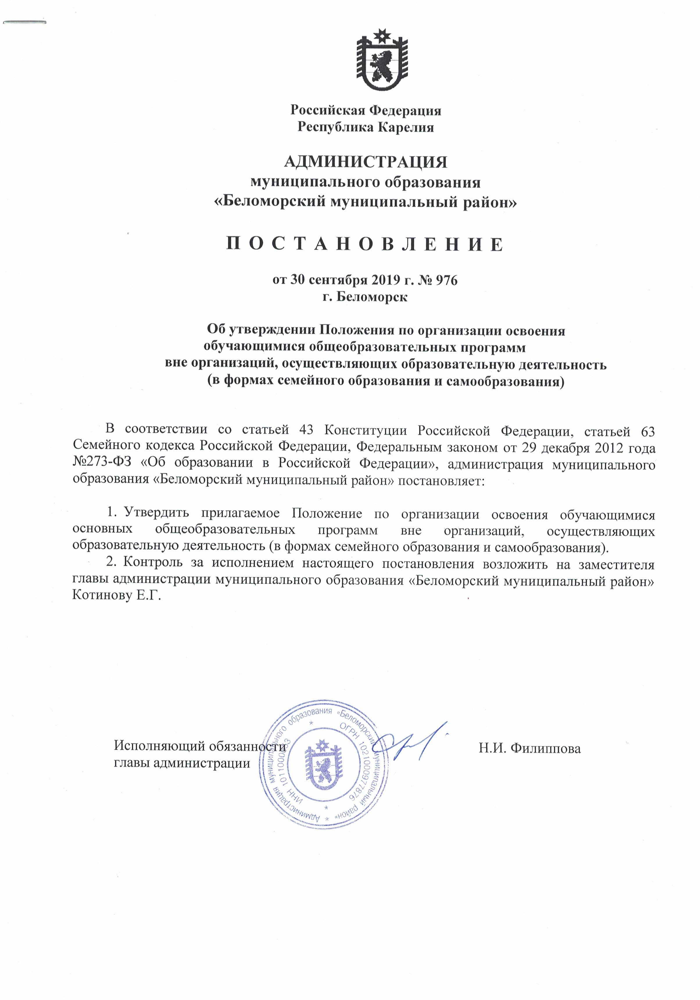 Российская Федерация
Республика Карелия
АДМИНИСТРАЦИЯ
муниципального образования
«Беломорский муниципальный район»
П О С Т А Н О В Л Е Н И Е
от 30 сентября 2019 г. № 976
г. Беломорск
Об утверждении Положения по организации освоения
обучающимися общеобразовательных программ
вне организаций, осуществляющих образовательную деятельность
(в формах семейного образования и самообразования)
В соответствии со статьей 43 Конституции Российской Федерации, статьей 63
Семейного кодекса Российской Федерации, Федеральным законом от 29 декабря 2012 года
№273-ФЗ «Об образовании в Российской Федерации», администрация муниципального
образования «Беломорский муниципальный район» постановляет:
1. Утвердить прилагаемое Положение по организации освоения обучающимися
основных общеобразовательных программ вне организаций, осуществляющих
образовательную деятельность (в формах семейного образования и самообразования).
2. Контроль за исполнением настоящего постановления возложить на заместителя
главы администрации муниципального образования «Беломорский муниципальный район»
Котинову Е.Г.
Исполняющий обязанности
главы администрации
Н.И. Филиппова
* Администрация муниципального образования «Беломорский муниципальный район»
* ИНН 1011000053 * ОГРН 1021000977876